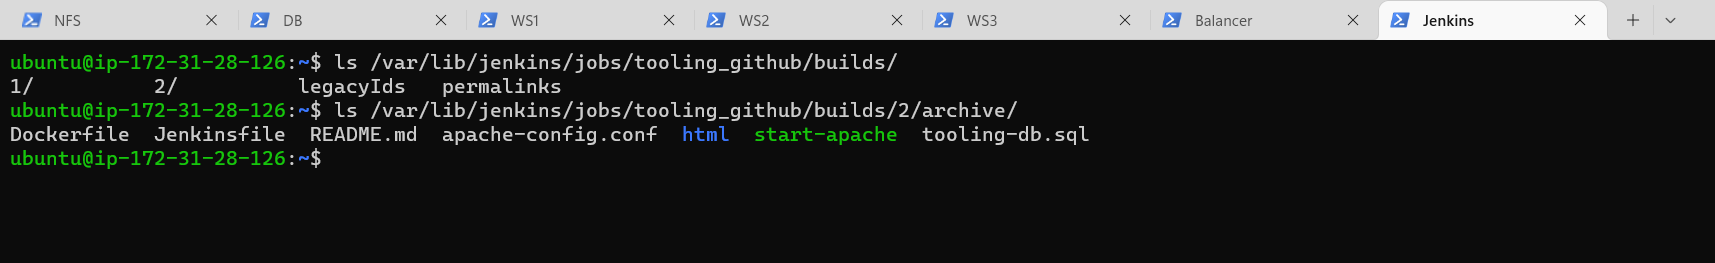 NFS DB WS1 WS2 WS3 Balancer Jenkins
ubuntu@ip-172-31-28-126:~$ ls /var/lib/jenkins/jobs/tooling_github/builds/
1/          2/          legacyIds   permalinks
ubuntu@ip-172-31-28-126:~$ ls /var/lib/jenkins/jobs/tooling_github/builds/2/archive/
Dockerfile  Jenkinsfile  README.md  apache-config.conf  html  start-apache  tooling-db.sql
ubuntu@ip-172-31-28-126:~$